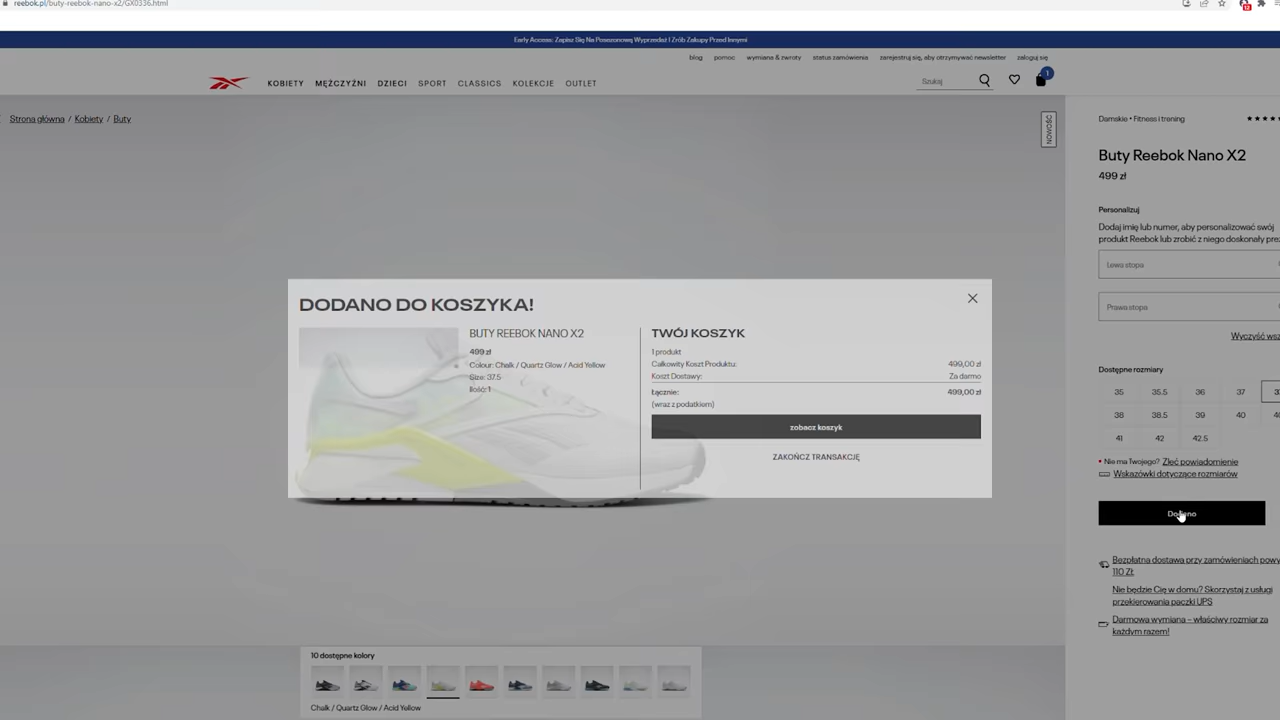 reebok.pl/buty-reebok-nano-x2/GX0336.html
12
Early Access: Zapisz Się Na Posezonową Wyprzedaż I Zrób Zakupy Przed Innymi
blog pomoc wymiana & zwroty status zamówienia zarejestruj się, aby otrzymywać newsletter zaloguj się
KOBIETY MĘŻCZYŹNI DZIECI SPORT CLASSICS KOLEKCJE OUTLET
Szukaj
1
Strona główna / Kobiety / Buty
NOWOŚĆ
Damskie • Fitness i trening
Buty Reebok Nano X2
499 zł
Personalizuj
Dodaj imię lub numer, aby personalizować swój
produkt Reebok lub zrobić z niego doskonały
Lewa stopa
Prawa stopa
Wyczyść
Dostępne rozmiary
35 35.5 36 37
38 38.5 39 40
41 42 42.5
Nie ma Twojego? Zleć powiadomienie
Wskazówki dotyczące rozmiarów
Dodano
Bezpłatna dostawa przy zamówieniach
110 Zł.
Nie będzie Cię w domu? Skorzystaj z usługi
przekierowania paczki UPS
Darmowa wymiana – właściwy rozmiar za
każdym razem!
DODANO DO KOSZYKA!
BUTY REEBOK NANO X2
499 zł
Colour: Chalk / Quartz Glow / Acid Yellow
Size: 37.5
Ilość: 1
TWÓJ KOSZYK
1 produkt
Całkowity Koszt Produktu: 499,00 zł
Koszt Dostawy: Za darmo
Łącznie: 499,00 zł
(wraz z podatkiem)
zobacz koszyk
ZAKOŃCZ TRANSAKCJĘ
10 dostępne kolory
Chalk / Quartz Glow / Acid Yellow